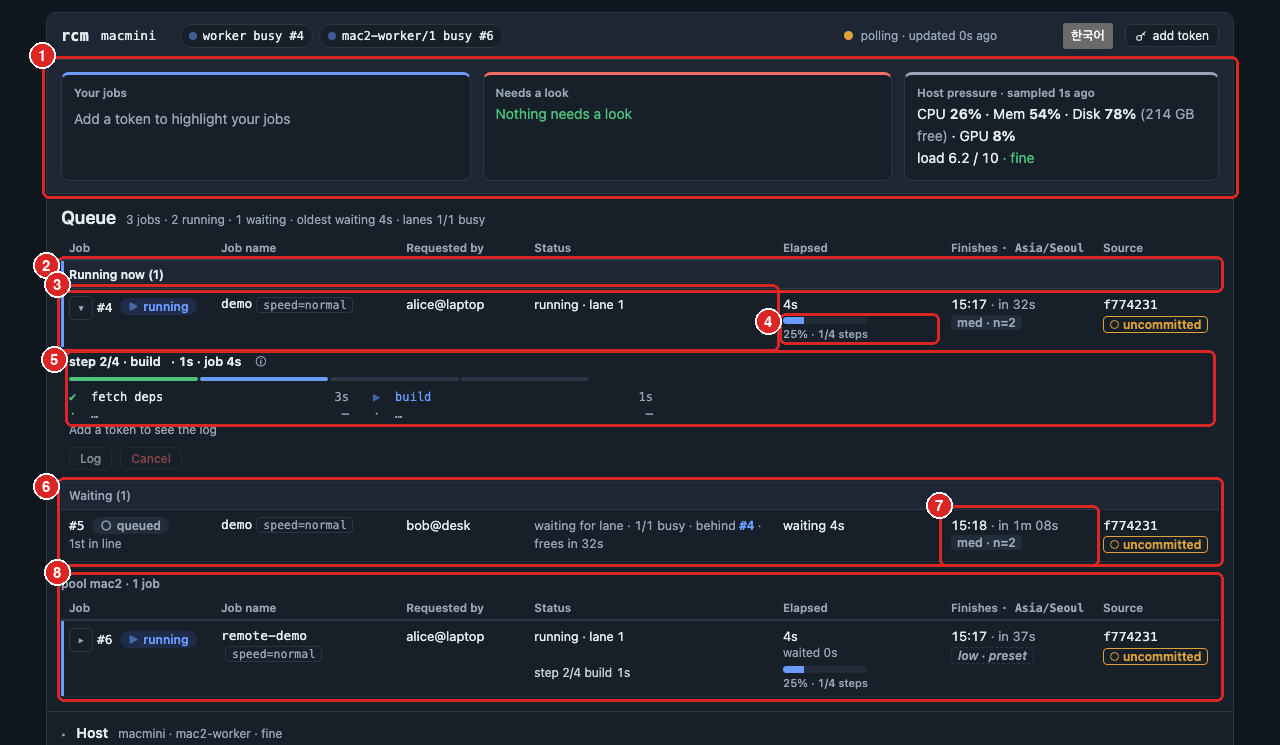 rcm macmini worker busy #4 mac2-worker/1 busy #6 polling · updated 0s ago 한국어 add token
1
Your jobs
Add a token to highlight your jobs
Needs a look
Nothing needs a look
Host pressure · sampled 1s ago
CPU 26% · Mem 54% · Disk 78% (214 GB
free) · GPU 8%
load 6.2 / 10 · fine
Queue 3 jobs · 2 running · 1 waiting · oldest waiting 4s · lanes 1/1 busy
Job Job name Requested by Status Elapsed Finishes · Asia/Seoul Source
2
Running now (1)
3
#4 running demo speed=normal alice@laptop running · lane 1 4s 15:17 · in 32s f774231
4
med · n=2 uncommitted
25% · 1/4 steps
5
step 2/4 · build · 1s · job 4s
fetch deps 3s build 1s
· … — · … —
Add a token to see the log
Log Cancel
6
Waiting (1)
7
#5 queued demo speed=normal bob@desk waiting for lane · 1/1 busy · behind #4 · waiting 4s 15:18 · in 1m 08s f774231
1st in line frees in 32s med · n=2 uncommitted
8
pool mac2 · 1 job
Job Job name Requested by Status Elapsed Finishes · Asia/Seoul Source
#6 running remote-demo alice@laptop running · lane 1 4s 15:17 · in 37s f774231
speed=normal waited 0s low · preset uncommitted
step 2/4 build 1s
25% · 1/4 steps
Host macmini · mac2-worker · fine